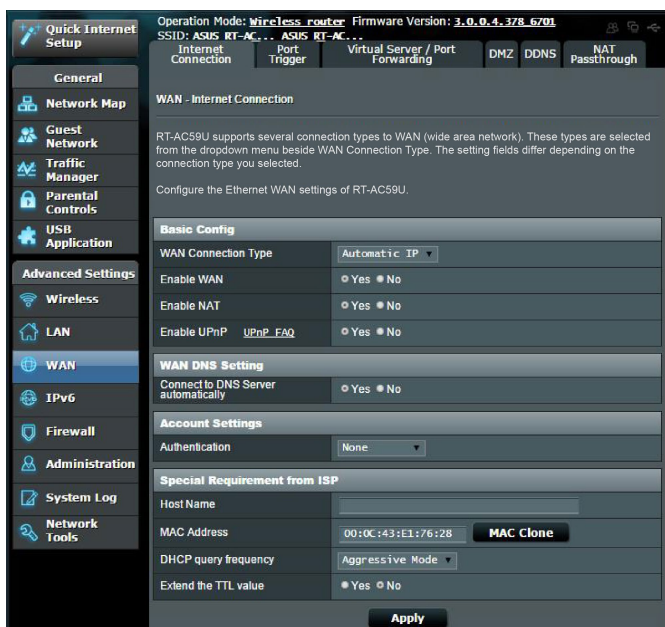 Quick Internet
Setup
Operation Mode: Wireless router Firmware Version: 3.0.0.4.378_6701
SSID: ASUS_RT-AC... ASUS_RT-AC...
Internet
Connection
Port
Trigger
Virtual Server / Port
Forwarding
DMZ
DDNS
NAT
Passthrough
General
Network Map
Guest
Network
Traffic
Manager
Parental
Controls
USB
Application
Advanced Settings
Wireless
LAN
WAN
IPv6
Firewall
Administration
System Log
Network
Tools
WAN - Internet Connection
RT-AC59U supports several connection types to WAN (wide area network). These types are selected
from the dropdown menu beside WAN Connection Type. The setting fields differ depending on the
connection type you selected.
Configure the Ethernet WAN settings of RT-AC59U.
Basic Config
WAN Connection Type Automatic IP
Enable WAN Yes No
Enable NAT Yes No
Enable UPnP UPnP FAQ Yes No
WAN DNS Setting
Connect to DNS Server
automatically Yes No
Account Settings
Authentication None
Special Requirement from ISP
Host Name
MAC Address 00:0C:43:E1:76:28 MAC Clone
DHCP query frequency Aggressive Mode
Extend the TTL value Yes No
Apply